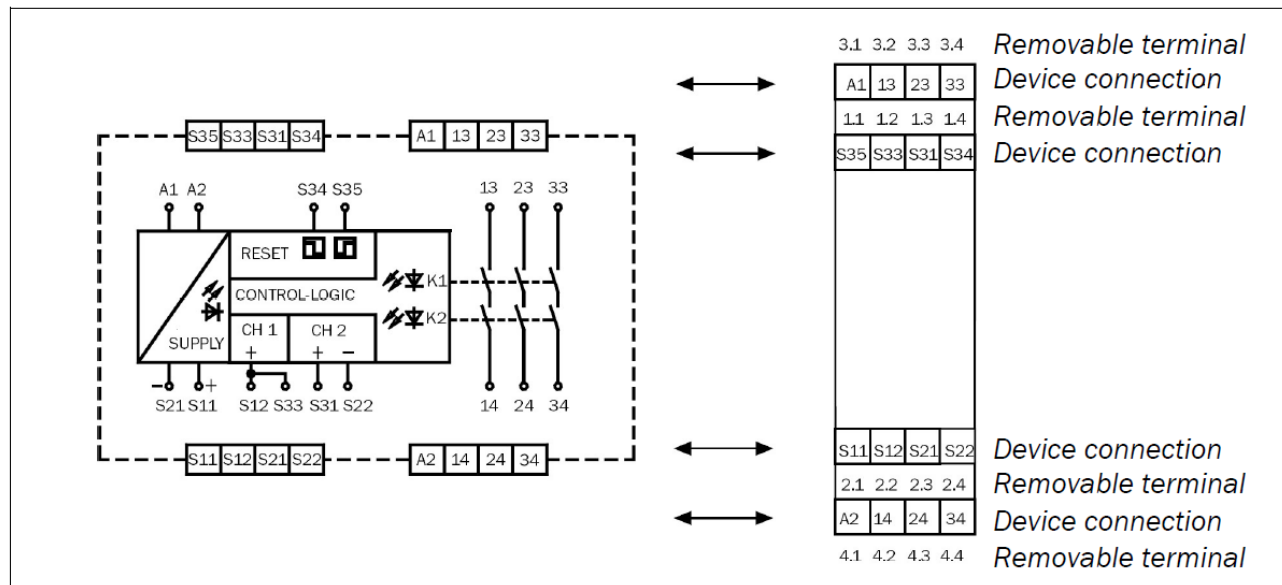 3.1 3.2 3.3 3.4 Removable terminal
A1 13 23 33 Device connection
1.1 1.2 1.3 1.4 Removable terminal
S35 S33 S31 S34 A1 13 23 33 S35 S33 S31 S34 Device connection
A1 A2 S34 S35 13 23 33
RESET
K1
CONTROL-LOGIC
K2
CH 1 CH 2
SUPPLY + + −
− +
S21 S11 S12 S33 S31 S22 14 24 34
S11 S12 S21 S22 A2 14 24 34 S11 S12 S21 S22 Device connection
2.1 2.2 2.3 2.4 Removable terminal
A2 14 24 34 Device connection
4.1 4.2 4.3 4.4 Removable terminal